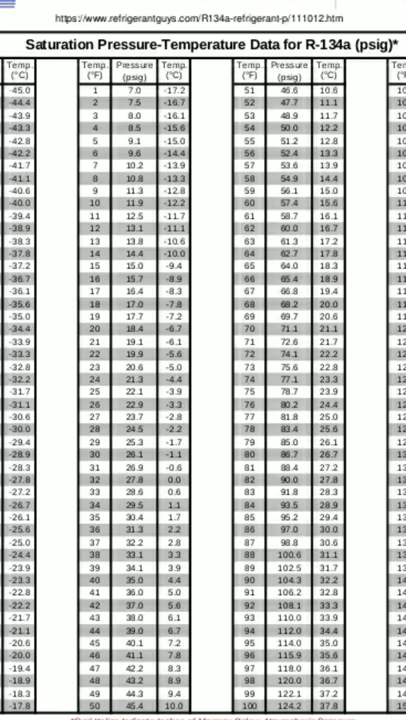 https://www.refrigerantguys.com/R134a-refrigerant-p/111012.htm
Saturation Pressure-Temperature Data for R-134a (psig)*
Temp. Temp. Pressure Temp. Temp. Pressure Temp.
(°C) (°F) (psig) (°C) (°F) (psig) (°C)
-45.0 1 7.0 -17.2 51 46.6 10.6
-44.4 2 7.5 -16.7 52 47.7 11.1
-43.9 3 8.0 -16.1 53 48.9 11.7
-43.3 4 8.5 -15.6 54 50.0 12.2
-42.8 5 9.1 -15.0 55 51.2 12.8
-42.2 6 9.6 -14.4 56 52.4 13.3
-41.7 7 10.2 -13.9 57 53.6 13.9
-41.1 8 10.8 -13.3 58 54.9 14.4
-40.6 9 11.3 -12.8 59 56.1 15.0
-40.0 10 11.9 -12.2 60 57.4 15.6
-39.4 11 12.5 -11.7 61 58.7 16.1
-38.9 12 13.1 -11.1 62 60.0 16.7
-38.3 13 13.8 -10.6 63 61.3 17.2
-37.8 14 14.4 -10.0 64 62.7 17.8
-37.2 15 15.0 -9.4 65 64.0 18.3
-36.7 16 15.7 -8.9 66 65.4 18.9
-36.1 17 16.4 -8.3 67 66.8 19.4
-35.6 18 17.0 -7.8 68 68.2 20.0
-35.0 19 17.7 -7.2 69 69.7 20.6
-34.4 20 18.4 -6.7 70 71.1 21.1
-33.9 21 19.1 -6.1 71 72.6 21.7
-33.3 22 19.9 -5.6 72 74.1 22.2
-32.8 23 20.6 -5.0 73 75.6 22.8
-32.2 24 21.3 -4.4 74 77.1 23.3
-31.7 25 22.1 -3.9 75 78.7 23.9
-31.1 26 22.9 -3.3 76 80.2 24.4
-30.6 27 23.7 -2.8 77 81.8 25.0
-30.0 28 24.5 -2.2 78 83.4 25.6
-29.4 29 25.3 -1.7 79 85.0 26.1
-28.9 30 26.1 -1.1 80 86.7 26.7
-28.3 31 26.9 -0.6 81 88.4 27.2
-27.8 32 27.8 0.0 82 90.0 27.8
-27.2 33 28.6 0.6 83 91.8 28.3
-26.7 34 29.5 1.1 84 93.5 28.9
-26.1 35 30.4 1.7 85 95.2 29.4
-25.6 36 31.3 2.2 86 97.0 30.0
-25.0 37 32.2 2.8 87 98.8 30.6
-24.4 38 33.1 3.3 88 100.6 31.1
-23.9 39 34.1 3.9 89 102.5 31.7
-23.3 40 35.0 4.4 90 104.3 32.2
-22.8 41 36.0 5.0 91 106.2 32.8
-22.2 42 37.0 5.6 92 108.1 33.3
-21.7 43 38.0 6.1 93 110.0 33.9
-21.1 44 39.0 6.7 94 112.0 34.4
-20.6 45 40.1 7.2 95 114.0 35.0
-20.0 46 41.1 7.8 96 115.9 35.6
-19.4 47 42.2 8.3 97 118.0 36.1
-18.9 48 43.2 8.9 98 120.0 36.7
-18.3 49 44.3 9.4 99 122.1 37.2
-17.8 50 45.4 10.0 100 124.2 37.8